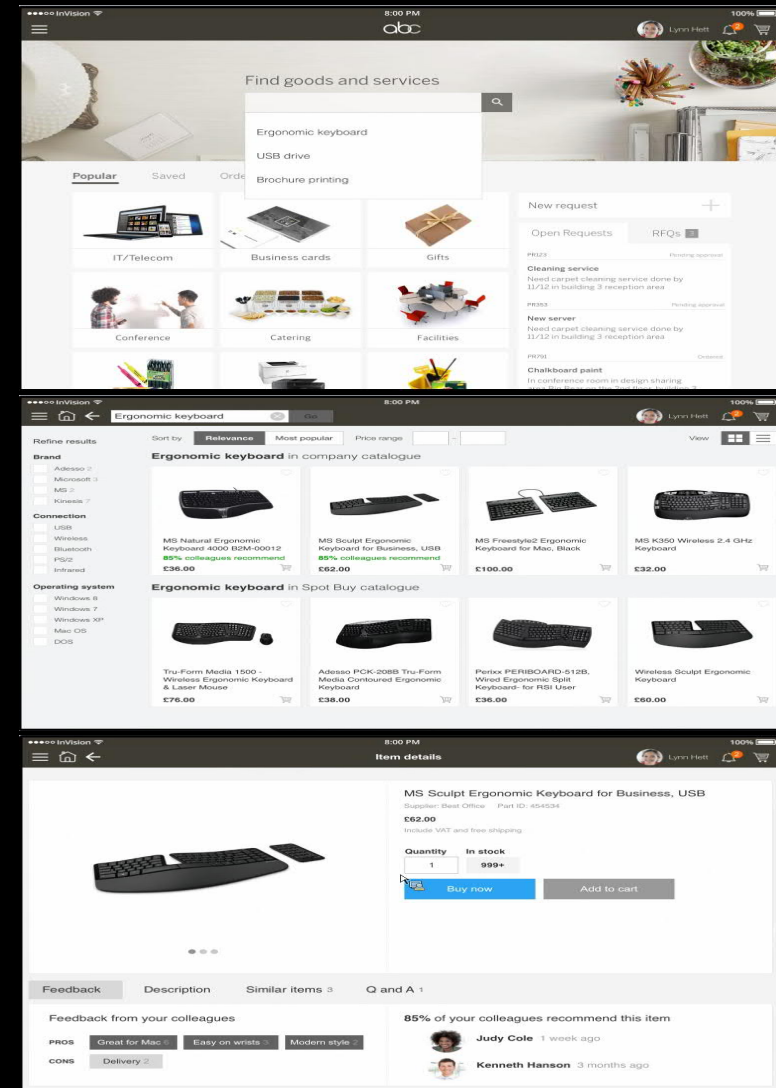 InVision
8:00 PM
100%
abc
Lynn Hett
2
Find goods and services
Ergonomic keyboard
USB drive
Brochure printing
Popular
Saved
Orde
IT/Telecom
Business cards
Gifts
Conference
Catering
Facilities
New request
Open Requests
RFQs 3
PR123
Pending approval
Cleaning service
Need carpet cleaning service done by
11/12 in building 3 reception area
PR353
Pending approval
New server
Need carpet cleaning service done by
11/12 in building 3 reception area
PR791
Ordered
Chalkboard paint
In conference room in design sharing
InVision
8:00 PM
100%
Ergonomic keyboard
Go
Lynn Hett
2
Refine results
Brand
Adesso 2
Microsoft 3
MS 2
Kinesis 7
Connection
USB
Wireless
Bluetooth
PS/2
Infrared
Operating system
Windows 8
Windows 7
Windows XP
Mac OS
DOS
Sort by
Relevance
Most popular
Price range
-
View
Ergonomic keyboard in company catalogue
MS Natural Ergonomic
Keyboard 4000 B2M-00012
85% colleagues recommend
£36.00
MS Sculpt Ergonomic
Keyboard for Business, USB
85% colleagues recommend
£62.00
MS Freestyle2 Ergonomic
Keyboard for Mac, Black
£100.00
MS K350 Wireless 2.4 GHz
Keyboard
£32.00
Ergonomic keyboard in Spot Buy catalogue
Tru-Form Media 1500 -
Wireless Ergonomic Keyboard
& Laser Mouse
£76.00
Adesso PCK-208B Tru-Form
Media Contoured Ergonomic
Keyboard
£38.00
Perixx PERIBOARD-512B,
Wired Ergonomic Split
Keyboard- for RSI User
£36.00
Wireless Sculpt Ergonomic
Keyboard
£60.00
InVision
8:00 PM
100%
Item details
Lynn Hett
2
MS Sculpt Ergonomic Keyboard for Business, USB
Supplier: Best Office Part ID: 454534
£62.00
Include VAT and free shipping
Quantity
In stock
1
999+
Buy now
Add to cart
Feedback
Description
Similar items 3
Q and A 1
Feedback from your colleagues
PROS
Great for Mac 6
Easy on wrists 3
Modern style 2
CONS
Delivery 2
85% of your colleagues recommend this item
Judy Cole 1 week ago
Kenneth Hanson 3 months ago